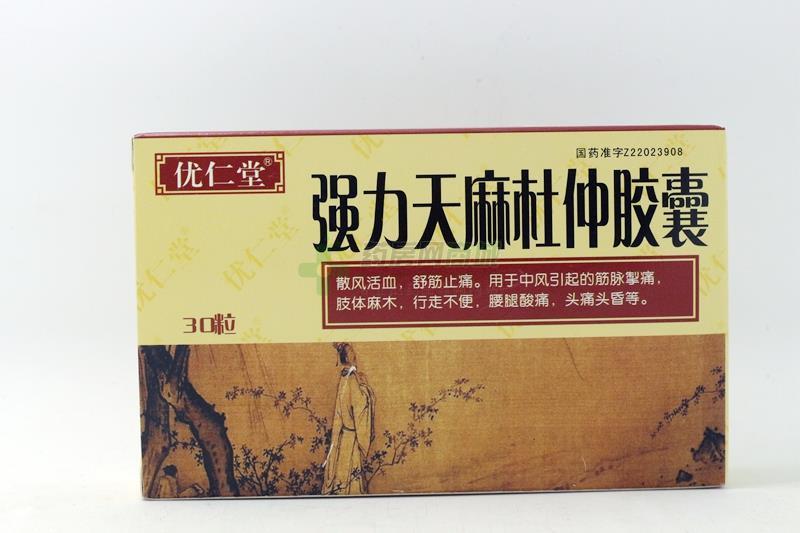 国药准字Z22023908
优仁堂®
强力天麻杜仲胶囊
散风活血，舒筋止痛。用于中风引起的筋脉掣痛，
肢体麻木，行走不便，腰腿酸痛，头痛头昏等。
30粒